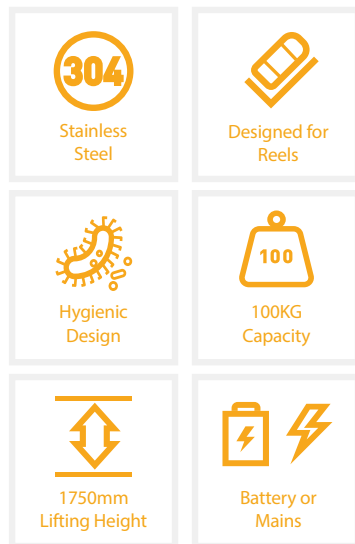 304
Stainless
Steel
Designed for
Reels
Hygienic
Design
100
100KG
Capacity
1750mm
Lifting Height
Battery or
Mains